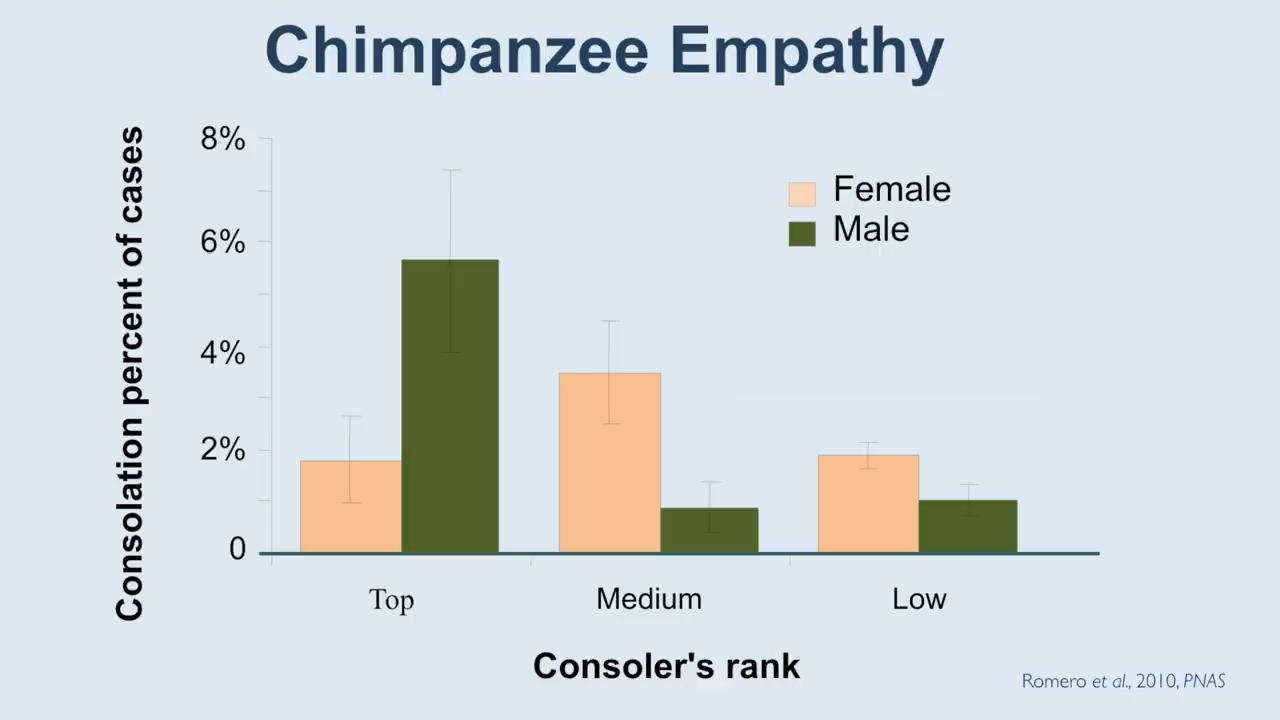 Chimpanzee Empathy
Consolation percent of cases
8%
6%
4%
2%
0
Female
Male
Top
Medium
Low
Consoler's rank
Romero et al., 2010, PNAS